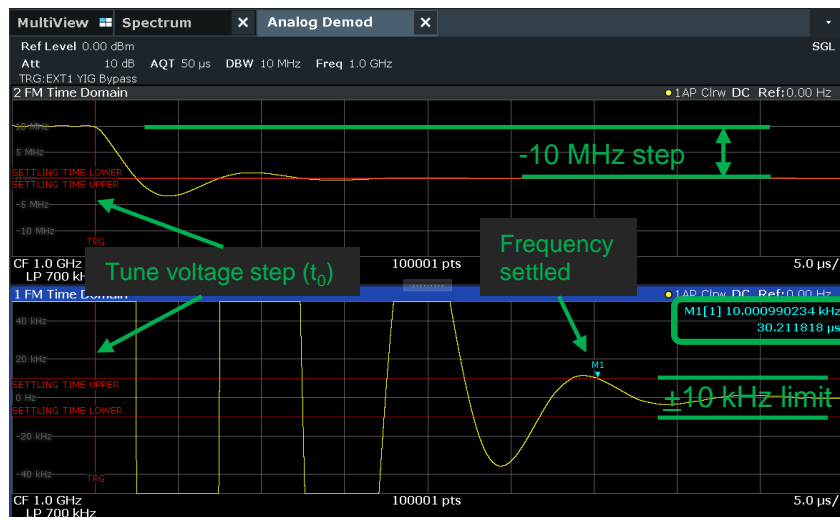 MultiView Spectrum X Analog Demod X
Ref Level 0.00 dBm SGL
Att 10 dB AQT 50 µs DBW 10 MHz Freq 1.0 GHz
TRG:EXT1 YIG Bypass
2 FM Time Domain 1AP Clrw DC Ref:0.00 Hz
10 MHz
5 MHz
-10 MHz step
SETTLING TIME LOWER
SETTLING TIME UPPER
-5 MHz
-10 MHz
TRG
CF 1.0 GHz 100001 pts 5.0 µs/
LP 700 kHz
Tune voltage step (t0)
Frequency
settled
1 FM Time Domain 1AP Clrw DC Ref:0.00 Hz
M1[1] 10.000990234 kHz
30.211818 µs
40 kHz
20 kHz
M1
SETTLING TIME UPPER
0 Hz
±10 kHz limit
SETTLING TIME LOWER
-20 kHz
-40 kHz
TRG
CF 1.0 GHz 100001 pts 5.0 µs/
LP 700 kHz